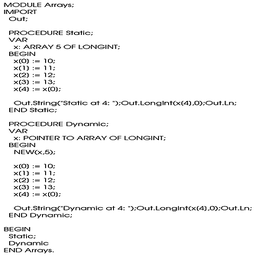 MODULE Arrays;
IMPORT
Out;
PROCEDURE Static;
VAR
x: ARRAY 5 OF LONGINT;
BEGIN
x(0) := 10;
x(1) := 11;
x(2) := 12;
x(3) := 13;
x(4) := x(0);
Out.String("Static at 4: ");Out.LongInt(x(4),0);Out.Ln;
END Static;
PROCEDURE Dynamic;
VAR
x: POINTER TO ARRAY OF LONGINT;
BEGIN
NEW(x,5);
x(0) := 10;
x(1) := 11;
x(2) := 12;
x(3) := 13;
x(4) := x(0);
Out.String("Dynamic at 4: ");Out.LongInt(x(4),0);Out.Ln;
END Dynamic;
BEGIN
Static;
Dynamic
END Arrays.